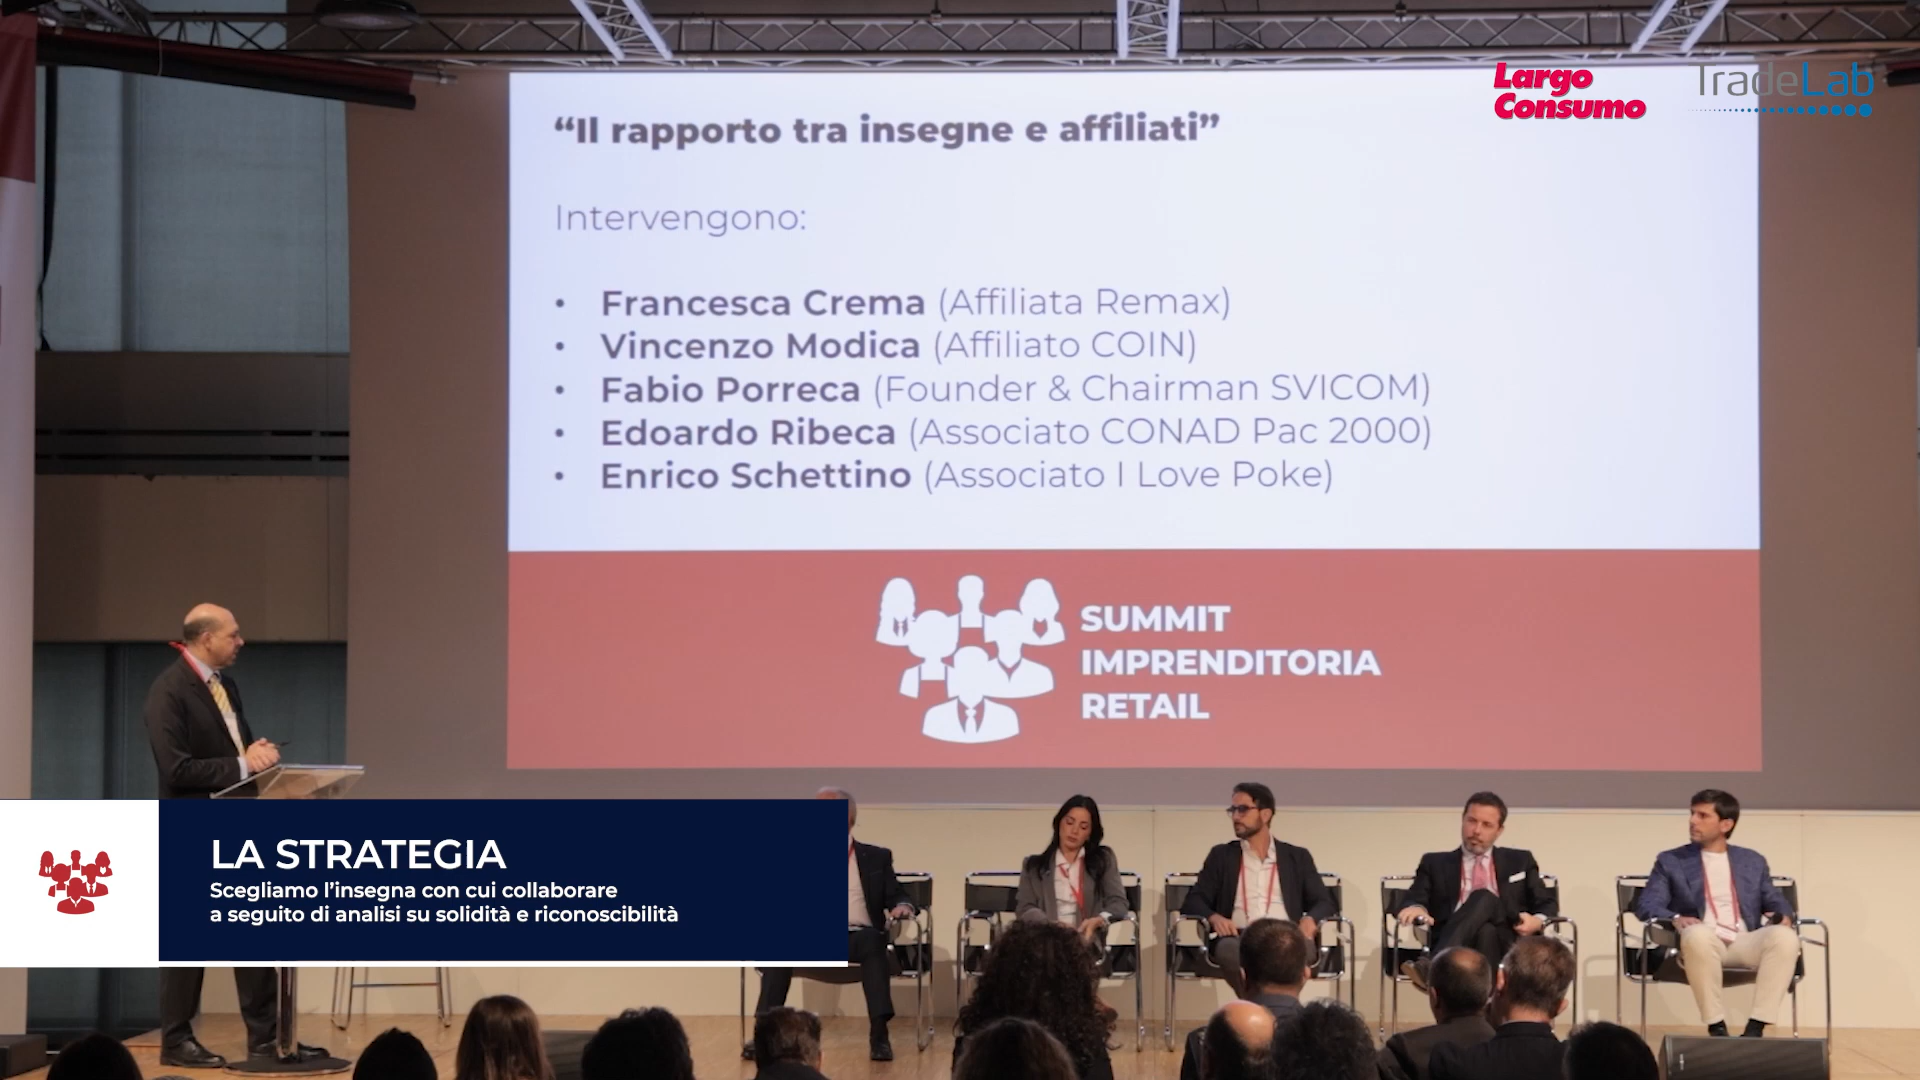 Largo
Consumo
TradeLab
“Il rapporto tra insegne e affiliati”
Intervengono:
• Francesca Crema (Affiliata Remax)
• Vincenzo Modica (Affiliato COIN)
• Fabio Porreca (Founder & Chairman SVICOM)
• Edoardo Ribeca (Associato CONAD Pac 2000)
• Enrico Schettino (Associato I Love Poke)
SUMMIT
IMPRENDITORIA
RETAIL
LA STRATEGIA
Scegliamo l’insegna con cui collaborare
a seguito di analisi su solidità e riconoscibilità